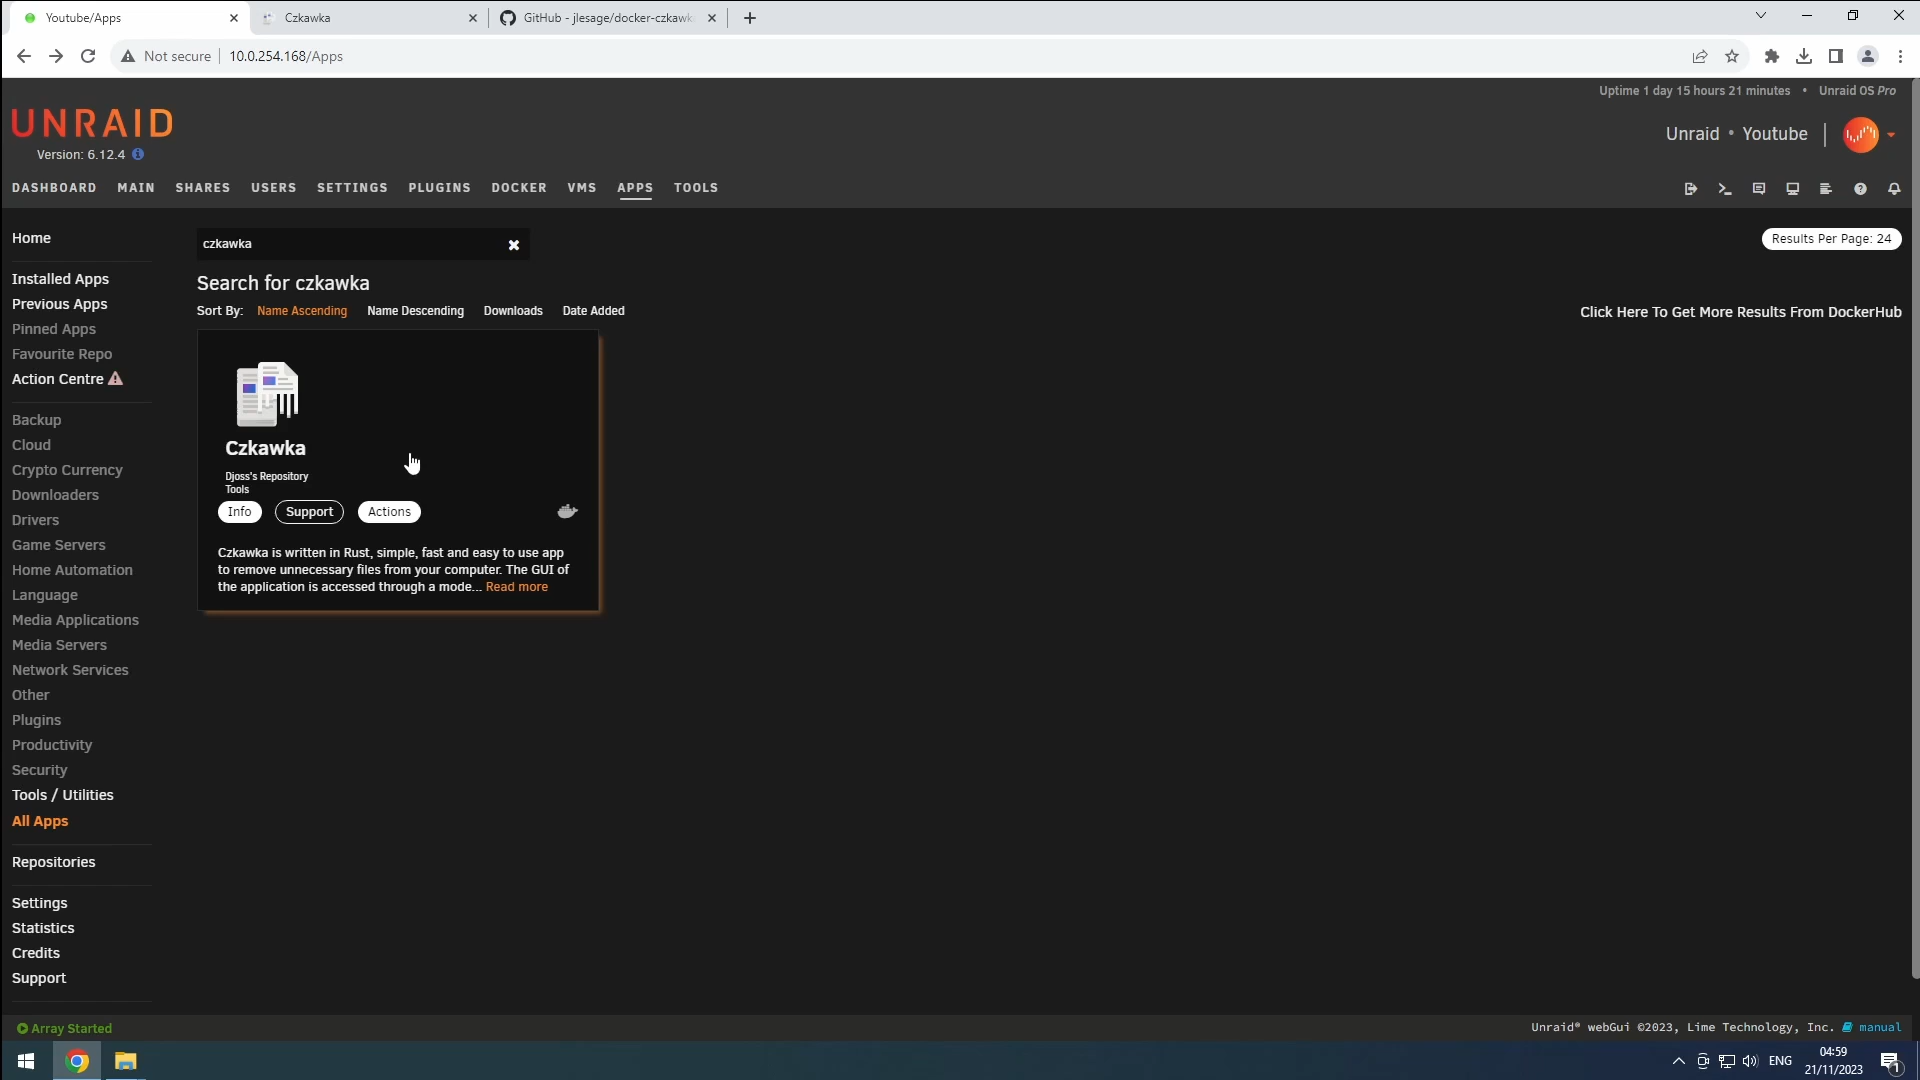 Youtube/Apps
Czkawka
GitHub - jlesage/docker-czkawk
Not secure
10.0.254.168/Apps
Uptime 1 day 15 hours 21 minutes • Unraid OS Pro
UNRAID
Version: 6.12.4
Unraid • Youtube
DASHBOARD MAIN SHARES USERS SETTINGS PLUGINS DOCKER VMS APPS TOOLS
Home
Installed Apps
Previous Apps
Pinned Apps
Favourite Repo
Action Centre
Backup
Cloud
Crypto Currency
Downloaders
Drivers
Game Servers
Home Automation
Language
Media Applications
Media Servers
Network Services
Other
Plugins
Productivity
Security
Tools / Utilities
All Apps
Repositories
Settings
Statistics
Credits
Support
czkawka
Results Per Page: 24
Search for czkawka
Sort By: Name Ascending Name Descending Downloads Date Added
Click Here To Get More Results From DockerHub
Czkawka
Djoss's Repository
Tools
Info Support Actions
Czkawka is written in Rust, simple, fast and easy to use app
to remove unnecessary files from your computer. The GUI of
the application is accessed through a mode... Read more
Array Started
Unraid® webGui ©2023, Lime Technology, Inc. manual
ENG
04:59
21/11/2023
1